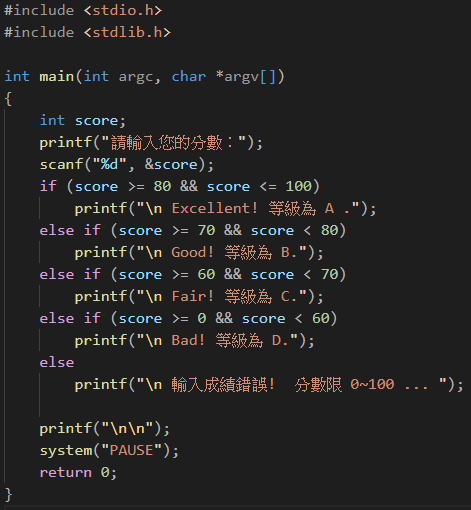 #include <stdio.h>
#include <stdlib.h>

int main(int argc, char *argv[])
{
    int score;
    printf("請輸入您的分數：");
    scanf("%d", &score);
    if (score >= 80 && score <= 100)
        printf("\n Excellent! 等級為 A .");
    else if (score >= 70 && score < 80)
        printf("\n Good! 等級為 B.");
    else if (score >= 60 && score < 70)
        printf("\n Fair! 等級為 C.");
    else if (score >= 0 && score < 60)
        printf("\n Bad! 等級為 D.");
    else
        printf("\n 輸入成績錯誤!  分數限 0~100 ... ");

    printf("\n\n");
    system("PAUSE");
    return 0;
}